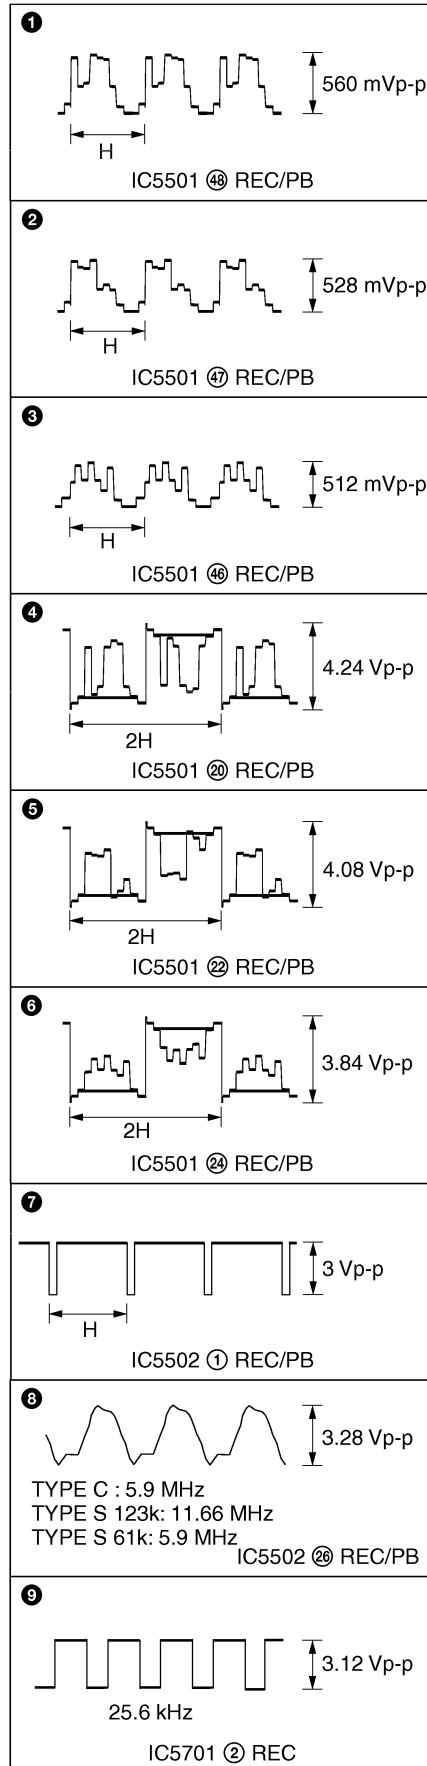 ❶
560 mVp-p
H
IC5501 ㊽ REC/PB
❷
528 mVp-p
H
IC5501 ㊼ REC/PB
❸
512 mVp-p
H
IC5501 ㊻ REC/PB
❹
4.24 Vp-p
2H
IC5501 ⑳ REC/PB
❺
4.08 Vp-p
2H
IC5501 ㉒ REC/PB
❻
3.84 Vp-p
2H
IC5501 ㉔ REC/PB
❼
3 Vp-p
H
IC5502 ① REC/PB
❽
3.28 Vp-p
TYPE C : 5.9 MHz
TYPE S 123k: 11.66 MHz
TYPE S 61k: 5.9 MHz
IC5502 ㉖ REC/PB
❾
3.12 Vp-p
25.6 kHz
IC5701 ② REC